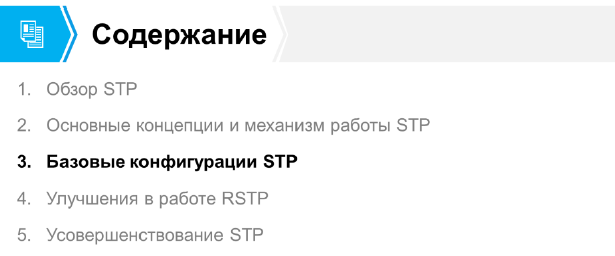 Содержание
1. Обзор STP
2. Основные концепции и механизм работы STP
3. Базовые конфигурации STP
4. Улучшения в работе RSTP
5. Усовершенствование STP